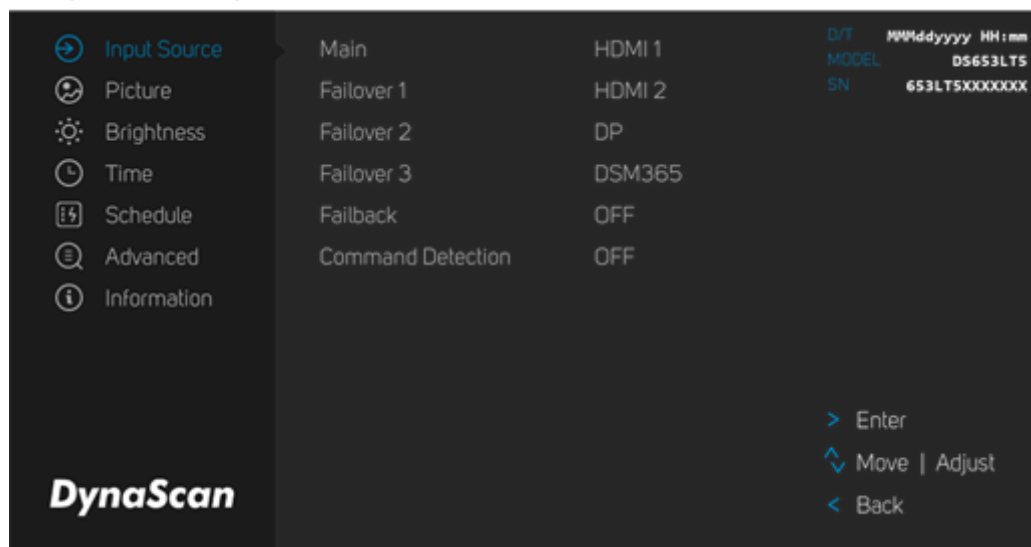 Input Source
Picture
Brightness
Time
Schedule
Advanced
Information
DynaScan
Main HDMI 1
Failover 1 HDMI 2
Failover 2 DP
Failover 3 DSM365
Failback OFF
Command Detection OFF
D/T MMMddyyyy HH:mm
MODEL DS653LT5
SN 653LT5XXXXXXX
> Enter
Move | Adjust
< Back